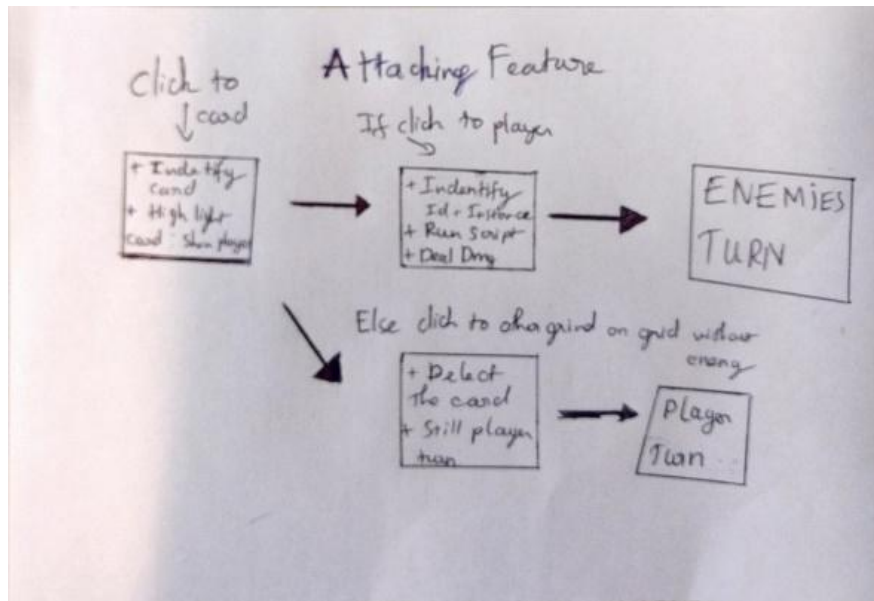 Attaching Feature
Click to
card
+ Indentify
card
+ High light
card : Show player
If click to player
+ Indentify
Id + Instance
+ Run Script
+ Deal Dmg
ENEMIES
TURN
Else click to on grid without
enemy
+ Delect
the card
+ Still player
turn
Player
Turn